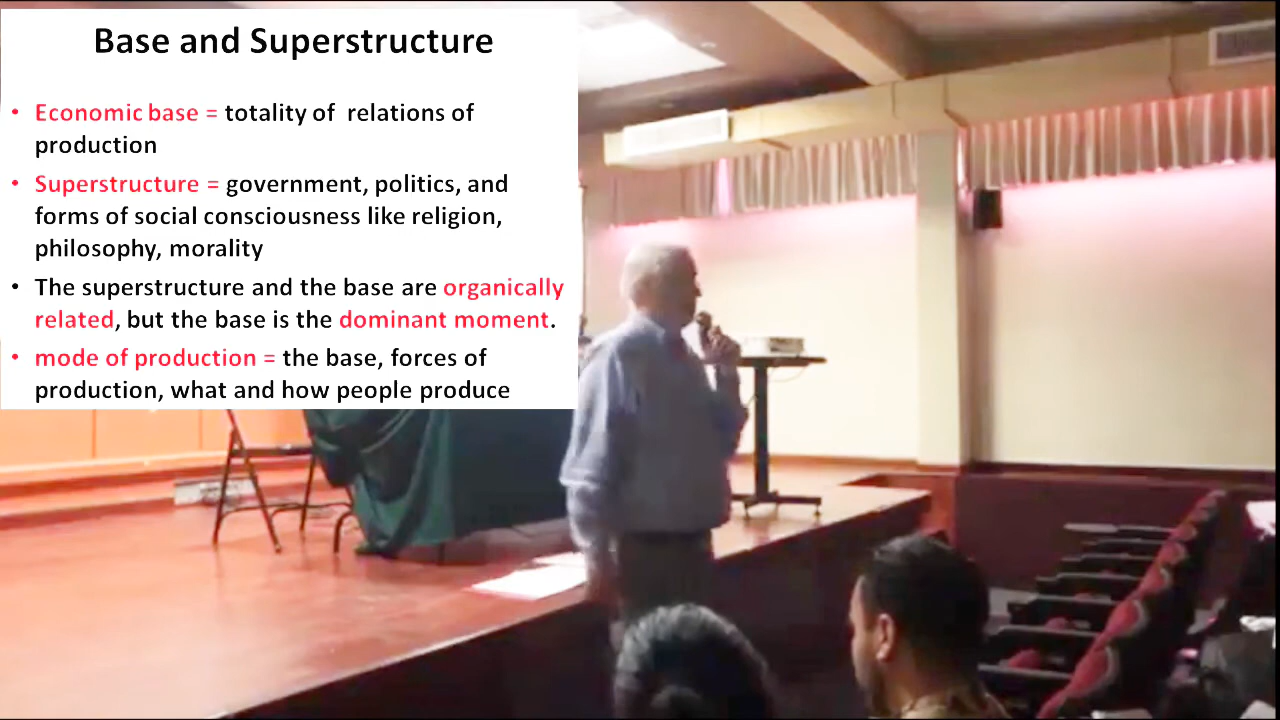 Base and Superstructure
• Economic base = totality of relations of
production
• Superstructure = government, politics, and
forms of social consciousness like religion,
philosophy, morality
• The superstructure and the base are organically
related, but the base is the dominant moment.
• mode of production = the base, forces of
production, what and how people produce